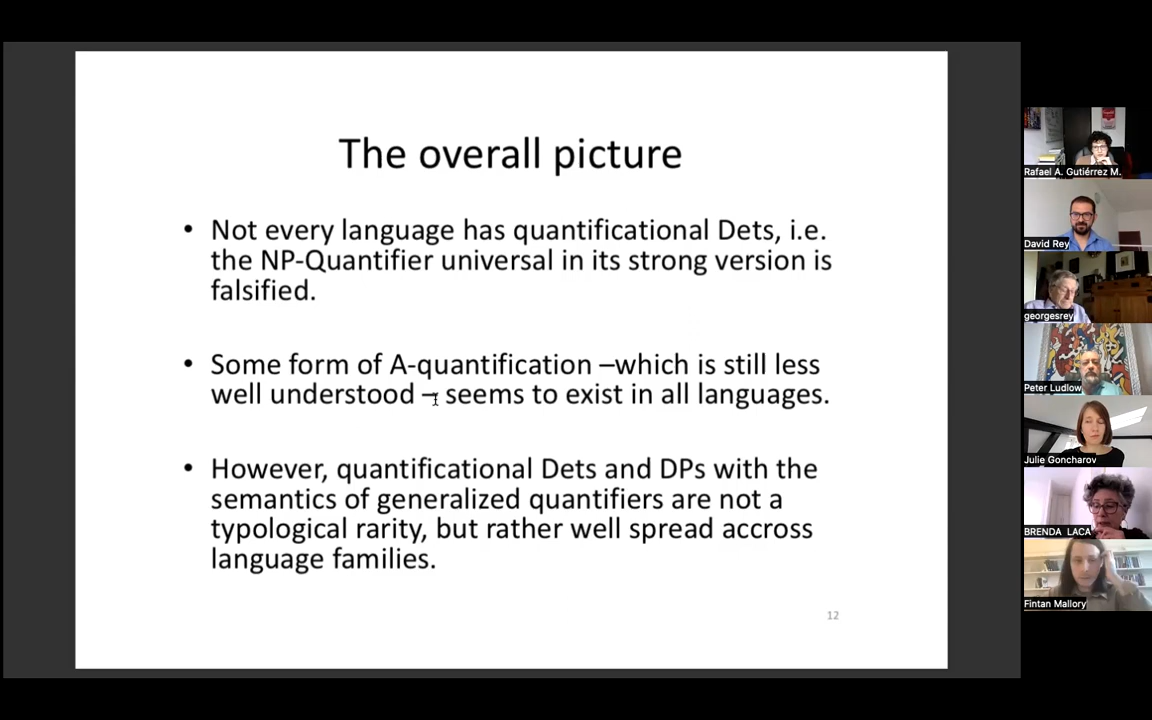 The overall picture
• Not every language has quantificational Dets, i.e.
the NP-Quantifier universal in its strong version is
falsified.
• Some form of A-quantification –which is still less
well understood – seems to exist in all languages.
• However, quantificational Dets and DPs with the
semantics of generalized quantifiers are not a
typological rarity, but rather well spread accross
language families.
12
Rafael A. Gutiérrez M.
David Rey
georgesrey
Peter Ludlow
Julie Goncharov
BRENDA LACA
Fintan Mallory